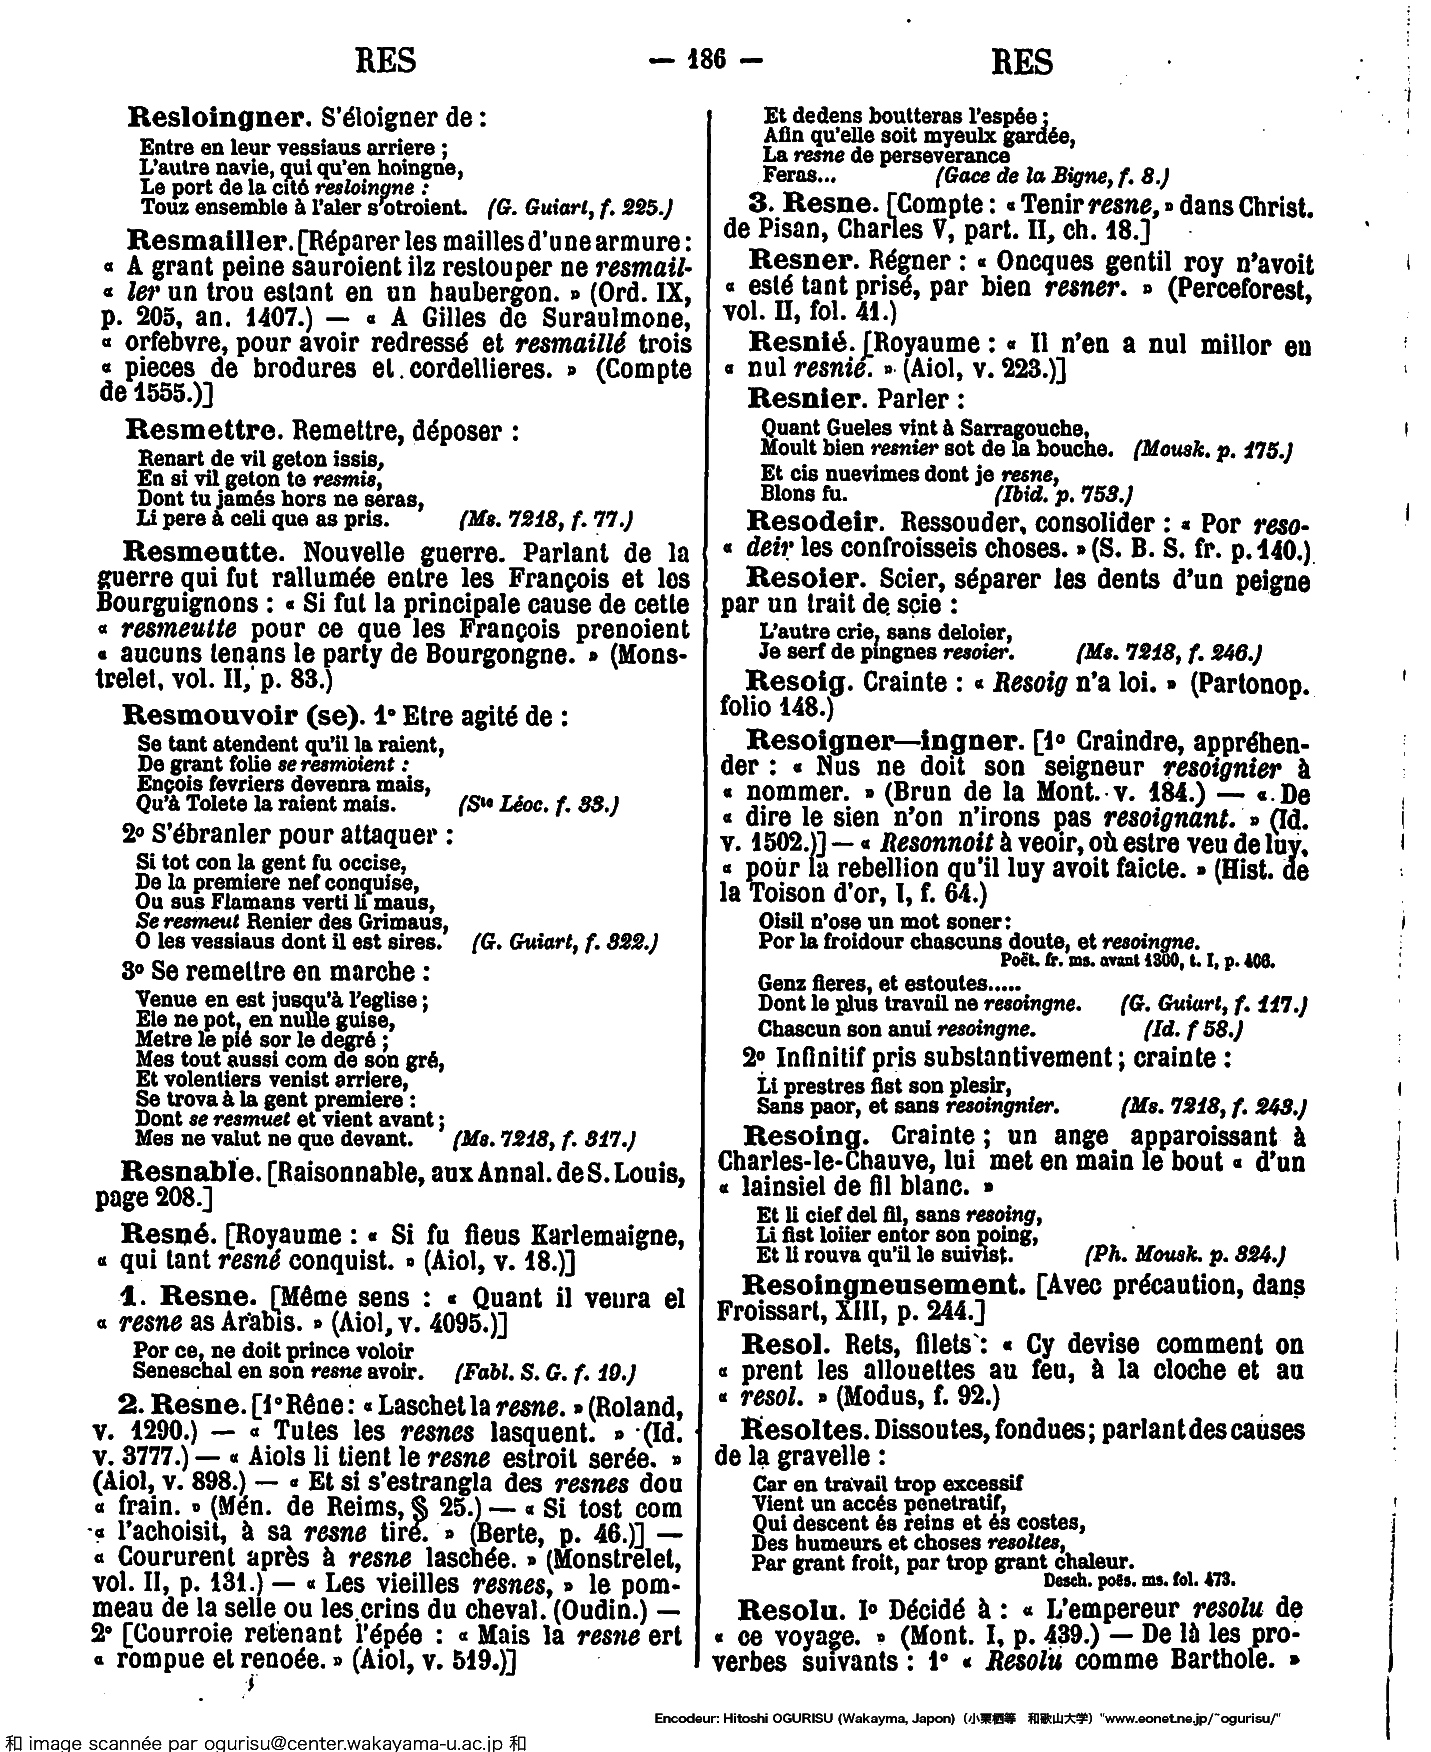 RES
— 186 —
RES
Resloingner. S'éloigner de :
Entre en leur vessiaus arriere ;
L'autre navie, qui qu'en hoingne,
Le port de la cité resloingne :
Touz ensemble à l'aler s'otroient. (G. Guiart, f. 225.)
Resmailler. [Réparer les mailles d'une armure :
« A grant peine sauroient ilz restouper ne resmail-
« ler un trou estant en un haubergon. » (Ord. IX,
p. 205, an. 1407.) — « A Gilles de Suraulmone,
« orfebvre, pour avoir redressé et resmaillé trois
« pieces de brodures et cordellieres. » (Compte
de 1555.)]
Resmettre. Remettre, déposer :
Renart de vil geton issis,
En si vil geton te resmis,
Dont tu jamés hors ne seras,
Li pere à celi que as pris. (Ms. 7218, f. 77.)
Resmeutte. Nouvelle guerre. Parlant de la
guerre qui fut rallumée entre les François et les
Bourguignons : « Si fut la principale cause de cette
« resmeutte pour ce que les François prenoient
« aucuns tenans le party de Bourgongne. » (Mons-
trelet, vol. II, p. 83.)
Resmouvoir (se). 1° Etre agité de :
Se tant atendent qu'il la raient,
De grant folie se resmoient :
Ençois fevriers devenra mais,
Qu'à Tolete la raient mais. (Ste Léoc. f. 33.)
2° S'ébranler pour attaquer :
Si tot con la gent fu occise,
De la premiere nef conquise,
Ou sus Flamans verti li maus,
Se resmeut Renier des Grimaus,
O les vessiaus dont il est sires. (G. Guiart, f. 322.)
3° Se remettre en marche :
Venue en est jusqu'à l'eglise ;
Ele ne pot, en nulle guise,
Metre le pié sor le degré ;
Mes tout aussi com de son gré,
Et volentiers venist arriere,
Se trova à la gent premiere :
Dont se resmuet et vient avant ;
Mes ne valut ne que devant. (Ms. 7218, f. 317.)
Resnable. [Raisonnable, aux Annal. de S. Louis,
page 208.]
Resné. [Royaume : « Si fu fieus Karlemaigne,
« qui tant resné conquist. » (Aiol, v. 18.)]
1. Resne. [Même sens : « Quant il venra el
« resne as Arabis. » (Aiol, v. 4095.)]
Por ce, ne doit prince voloir
Seneschal en son resne avoir. (Fabl. S. G. f. 19.)
2. Resne. [1° Rêne : « Laschet la resne. » (Roland,
v. 1290.) — « Tutes les resnes lasquent. » (Id.
v. 3777.) — « Aiols li tient le resne estroit serée. »
(Aiol, v. 898.) — « Et si s'estrangla des resnes dou
« frain. » (Mén. de Reims, § 25.) — « Si tost com
« l'achoisit, à sa resne tire. » (Berte, p. 46.)] —
« Coururent après à resne laschée. » (Monstrelet,
vol. II, p. 131.) — « Les vieilles resnes, » le pom-
meau de la selle ou les crins du cheval. (Oudin.) —
2° [Courroie retenant l'épée : « Mais la resne ert
« rompue et renoée. » (Aiol, v. 519.)]
Et dedens boutteras l'espée ;
Afin qu'elle soit myeulx gardée,
La resne de perseverance
Feras... (Gace de la Bigne, f. 8.)
3. Resne. [Compte : « Tenir resne, » dans Christ.
de Pisan, Charles V, part. II, ch. 18.]
Resner. Régner : « Oncques gentil roy n'avoit
« esté tant prisé, par bien resner. » (Perceforest,
vol. II, fol. 41.)
Resnié. [Royaume : « Il n'en a nul millor en
« nul resnié. » (Aiol, v. 223.)]
Resnier. Parler :
Quant Gueles vint à Sarragouche,
Moult bien resnier sot de la bouche. (Mousk. p. 175.)
Et cis nuevimes dont je resne,
Blons fu. (Ibid. p. 753.)
Resodeir. Ressouder, consolider : « Por reso-
« deir les confroisseis choses. » (S. B. S. fr. p. 140.)
Resoier. Scier, séparer les dents d'un peigne
par un trait de scie :
L'autre crie, sans deloier,
Je serf de pingnes resoier. (Ms. 7218, f. 246.)
Resoig. Crainte : « Resoig n'a loi. » (Partonop.
folio 148.)
Resoigner—ingner. [1° Craindre, appréhen-
der : « Nus ne doit son seigneur resoignier à
« nommer. » (Brun de la Mont. v. 184.) — « De
« dire le sien n'on n'irons pas resoignant. » (Id.
v. 1502.)] — « Resonnoit à veoir, où estre veu de luy,
« pour la rebellion qu'il luy avoit faicte. » (Hist. de
la Toison d'or, I, f. 64.)
Oisil n'ose un mot soner :
Por la froidour chascuns doute, et resoingne.
Poët. fr. ms. avant 1300, t. I, p. 406.
Genz fieres, et estoutes.....
Dont le plus travail ne resoingne. (G. Guiart, f. 117.)
Chascun son anui resoingne. (Id. f 58.)
2° Infinitif pris substantivement ; crainte :
Li prestres fist son plesir,
Sans paor, et sans resoingnier. (Ms. 7218, f. 243.)
Resoing. Crainte ; un ange apparoissant à
Charles-le-Chauve, lui met en main le bout « d'un
« lainsiel de fil blanc. »
Et li cief del fil, sans resoing,
Li fist loiier entor son poing,
Et li rouva qu'il le suivist. (Ph. Mousk. p. 324.)
Resoingneusement. [Avec précaution, dans
Froissart, XIII, p. 244.]
Resol. Rets, filets : « Cy devise comment on
« prent les allouettes au feu, à la cloche et au
« resol. » (Modus, f. 92.)
Resoltes. Dissoutes, fondues ; parlant des causes
de la gravelle :
Car en travail trop excessif
Vient un accés penetratif,
Qui descent és reins et és costes,
Des humeurs et choses resoltes,
Par grant froit, par trop grant chaleur.
Desch. poës. ms. fol. 473.
Resolu. I° Décidé à : « L'empereur resolu de
« ce voyage. » (Mont. I, p. 439.) — De là les pro-
verbes suivants : 1° « Resolu comme Barthole. »
Encodeur: Hitoshi OGURISU (Wakayma, Japon) (小栗栖等 和歌山大学) "www.eonet.ne.jp/~ogurisu/"
和 image scannée par ogurisu@center.wakayama-u.ac.jp 和